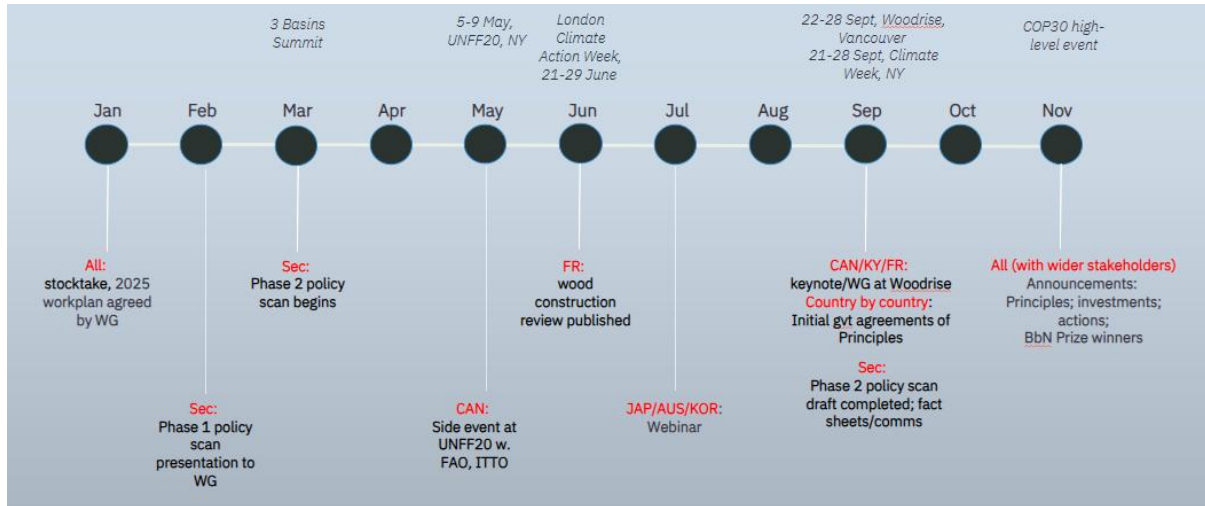 3 Basins
Summit
5-9 May,
UNFF20, NY
London
Climate
Action Week,
21-29 June
22-28 Sept, Woodrise,
Vancouver
21-28 Sept, Climate
Week, NY
COP30 high-
level event
Jan
Feb
Mar
Apr
May
Jun
Jul
Aug
Sep
Oct
Nov
All:
stocktake, 2025
workplan agreed
by WG
Sec:
Phase 1 policy
scan
presentation to
WG
Sec:
Phase 2 policy
scan begins
CAN:
Side event at
UNFF20 w.
FAO, ITTO
FR:
wood
construction
review published
JAP/AUS/KOR:
Webinar
CAN/KY/FR:
keynote/WG at Woodrise
Country by country:
Initial gvt agreements of
Principles
Sec:
Phase 2 policy scan
draft completed; fact
sheets/comms
All (with wider stakeholders)
Announcements:
Principles; investments;
actions;
BbN Prize winners